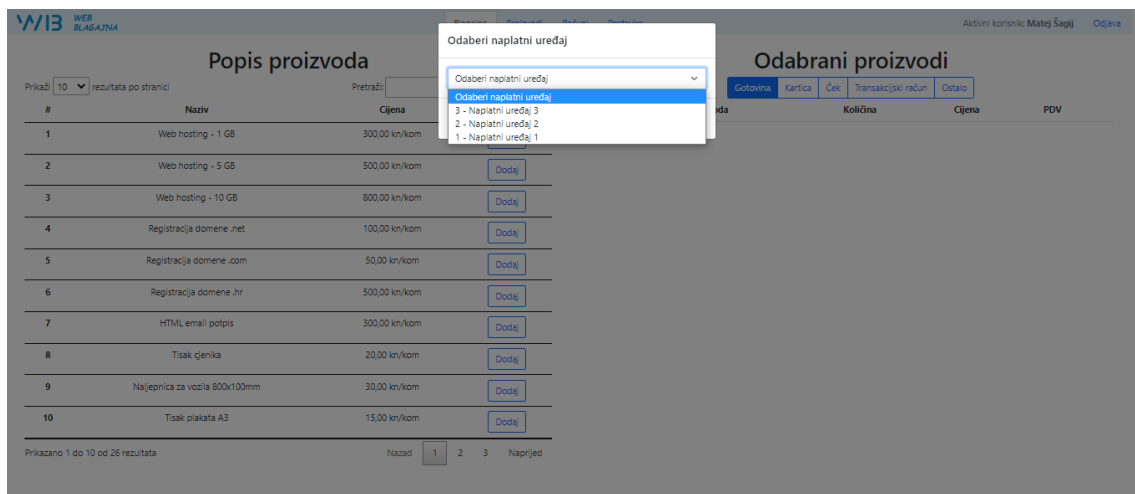 WEB
BLAGAJNA
Blagajna Proizvodi Računi Postavke
Aktivni korisnik: Matej Šagij Odjava
Odaberi naplatni uređaj
Odaberi naplatni uređaj
Odaberi naplatni uređaj
3 - Naplatni uređaj 3
2 - Naplatni uređaj 2
1 - Naplatni uređaj 1
Popis proizvoda
Prikaži 10 rezultata po stranici Pretraži:
# Naziv Cijena
1 Web hosting - 1 GB 300,00 kn/kom
2 Web hosting - 5 GB 500,00 kn/kom Dodaj
3 Web hosting - 10 GB 800,00 kn/kom Dodaj
4 Registracija domene .net 100,00 kn/kom Dodaj
5 Registracija domene .com 50,00 kn/kom Dodaj
6 Registracija domene .hr 500,00 kn/kom Dodaj
7 HTML email potpis 300,00 kn/kom Dodaj
8 Tisak cjenika 20,00 kn/kom Dodaj
9 Naljepnica za vozila 800x100mm 30,00 kn/kom Dodaj
10 Tisak plakata A3 15,00 kn/kom Dodaj
Prikazano 1 do 10 od 26 rezultata Nazad 1 2 3 Naprijed
Odabrani proizvodi
Gotovina Kartica Ček Transakcijski račun Ostalo
Količina Cijena PDV